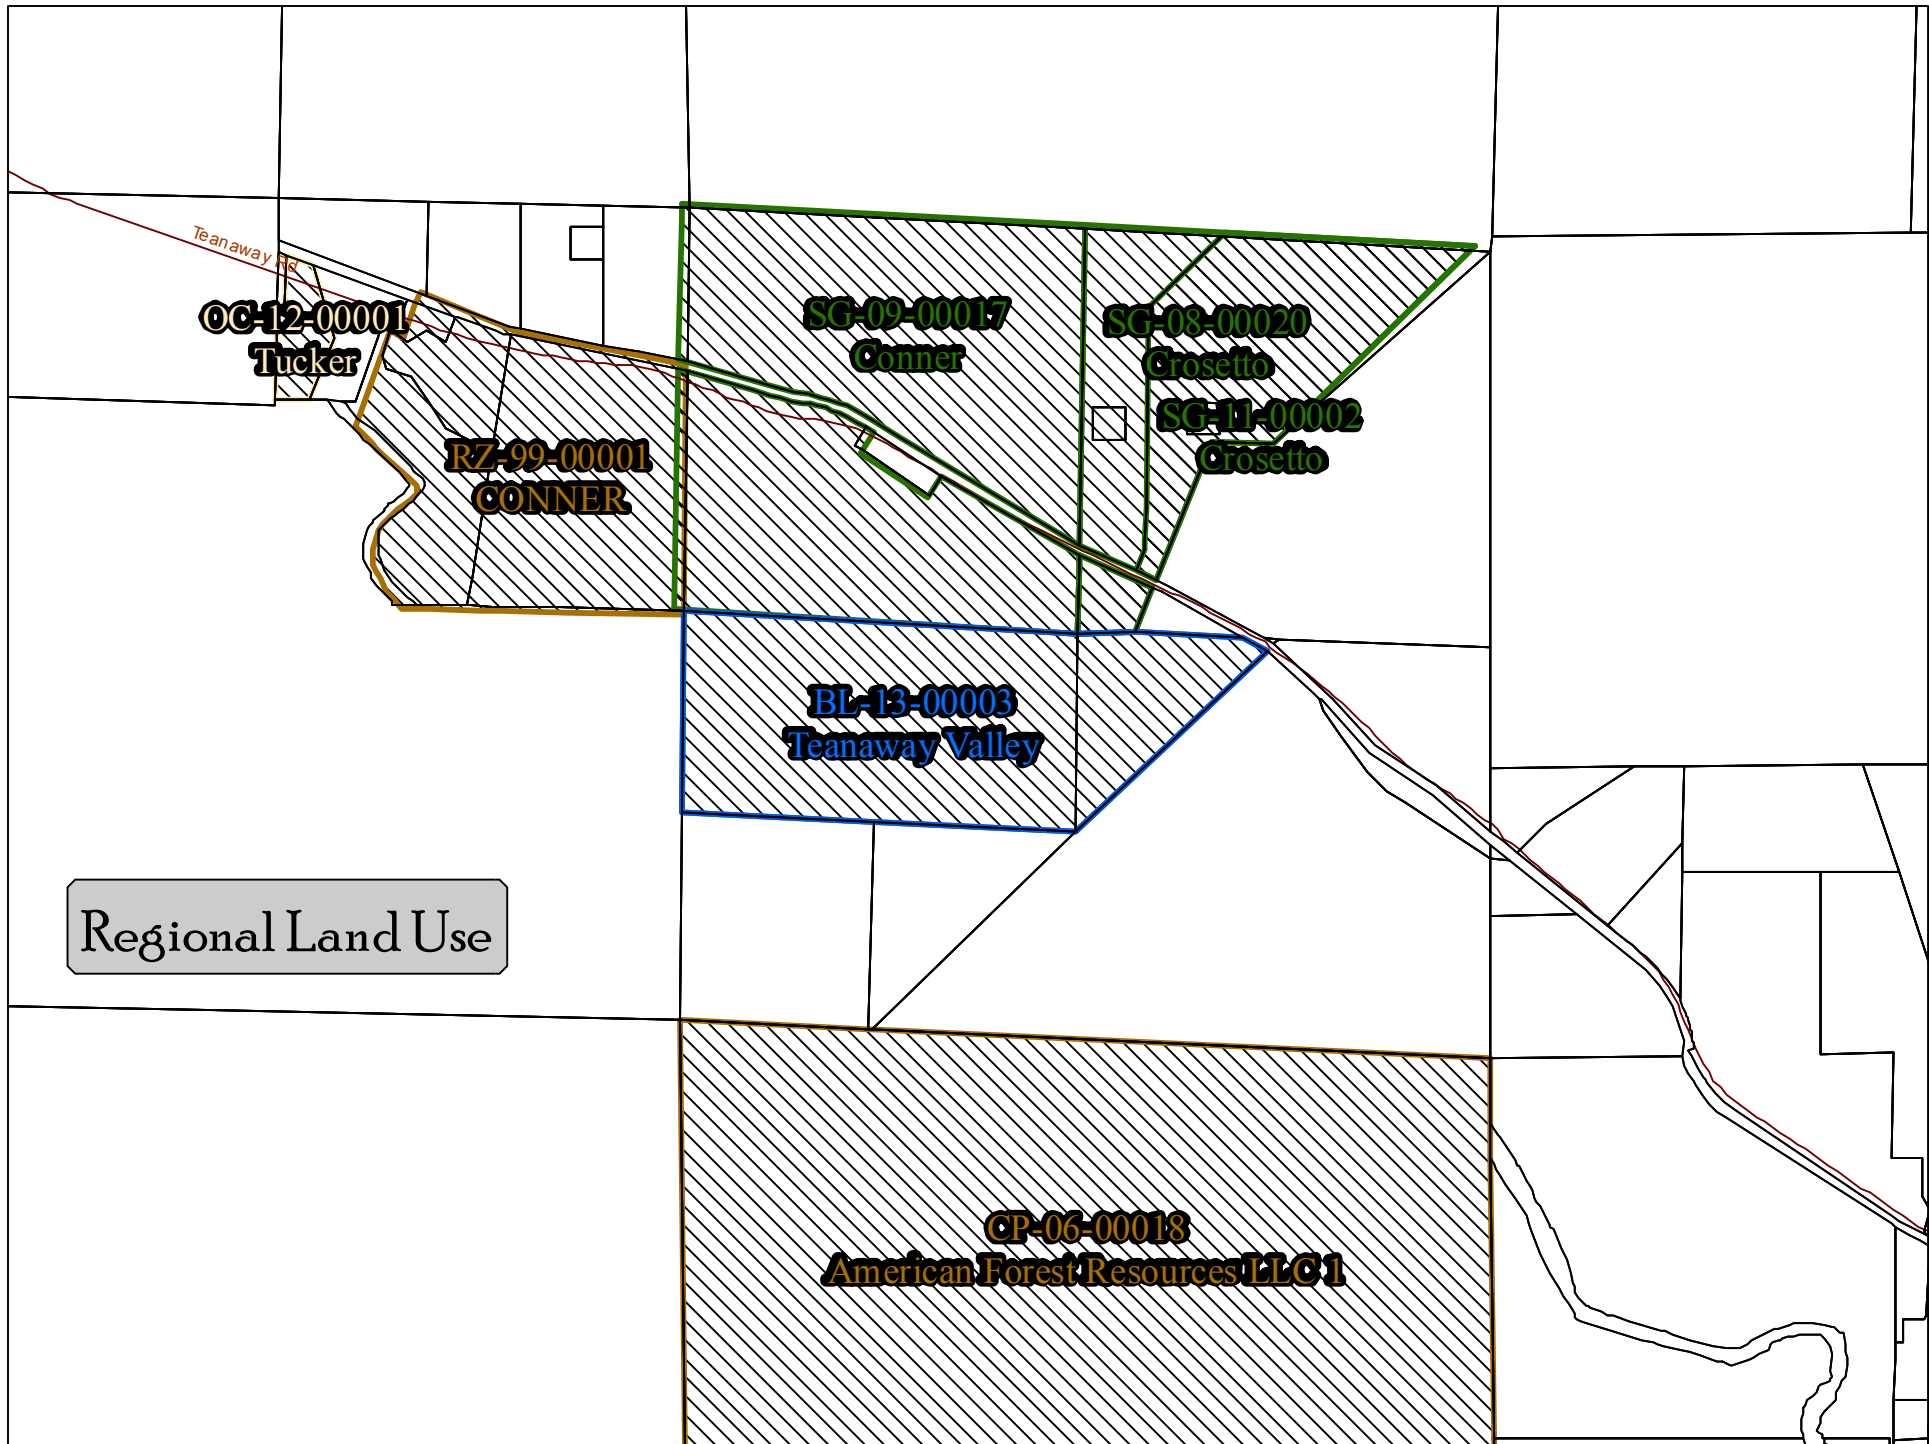 Teanaway Rd
OC-12-00001
Tucker
SG-09-00017
Conner
SG-08-00020
Crosetto
SG-11-00002
Crosetto
RZ-99-00001
CONNER
BL-13-00003
Teanaway Valley
Regional Land Use
CP-06-00018
American Forest Resources LLC 1